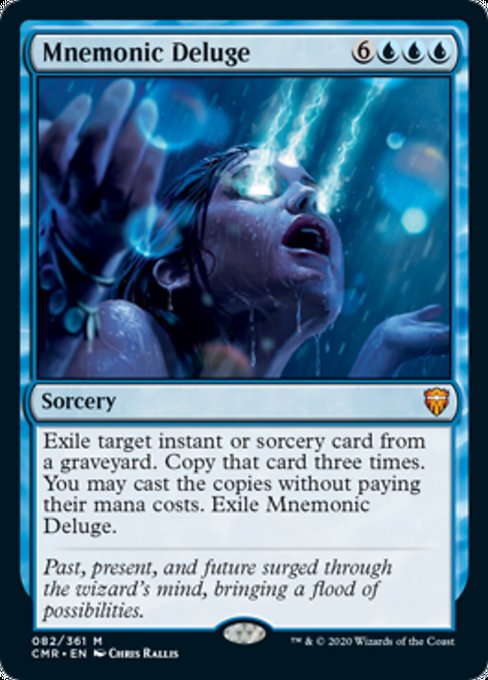 Mnemonic Deluge 6
Sorcery
Exile target instant or sorcery card from
a graveyard. Copy that card three times.
You may cast the copies without paying
their mana costs. Exile Mnemonic
Deluge.
Past, present, and future surged through
the wizard's mind, bringing a flood of
possibilities.
082/361 M
CMR • EN Chris Rallis
™ & © 2020 Wizards of the Coast